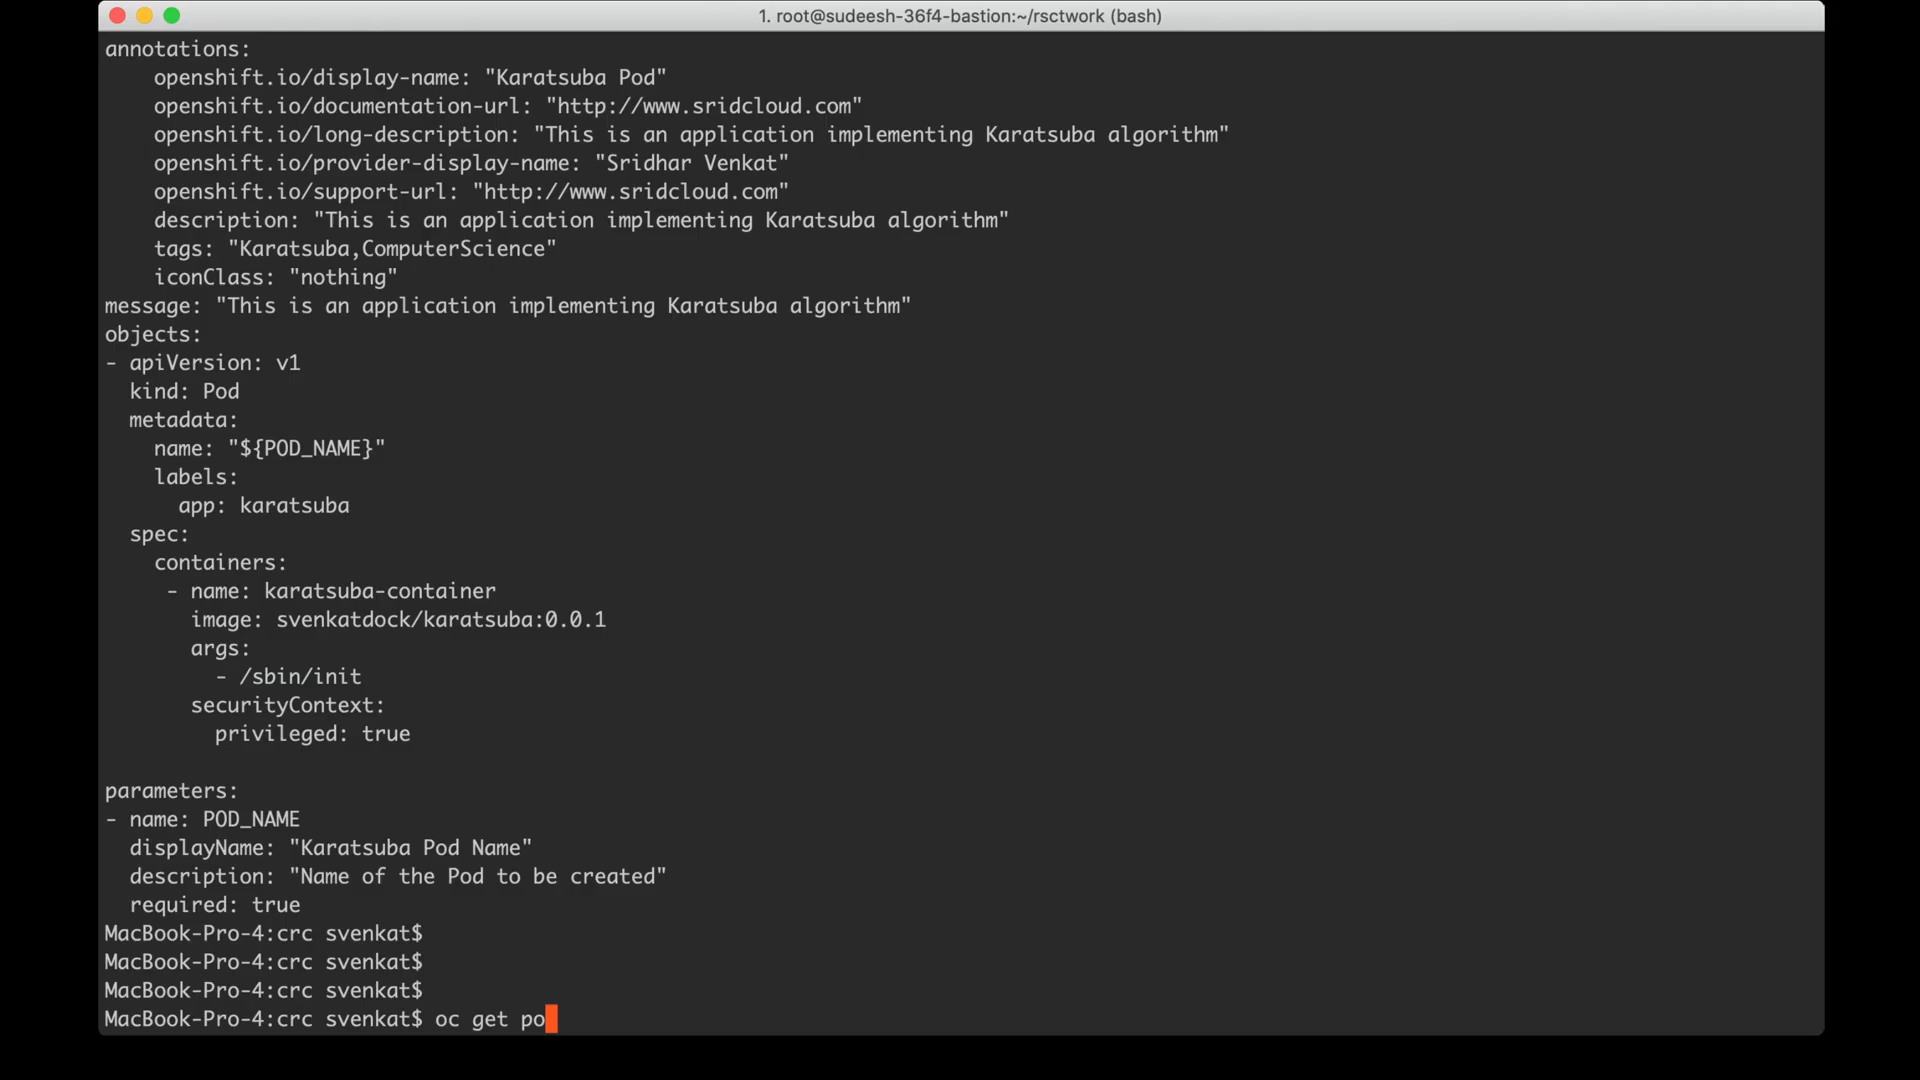 1. root@sudeesh-36f4-bastion:~/rsctwork (bash)
annotations:
    openshift.io/display-name: "Karatsuba Pod"
    openshift.io/documentation-url: "http://www.sridcloud.com"
    openshift.io/long-description: "This is an application implementing Karatsuba algorithm"
    openshift.io/provider-display-name: "Sridhar Venkat"
    openshift.io/support-url: "http://www.sridcloud.com"
    description: "This is an application implementing Karatsuba algorithm"
    tags: "Karatsuba,ComputerScience"
    iconClass: "nothing"
message: "This is an application implementing Karatsuba algorithm"
objects:
- apiVersion: v1
  kind: Pod
  metadata:
    name: "${POD_NAME}"
    labels:
      app: karatsuba
  spec:
    containers:
     - name: karatsuba-container
       image: svenkatdock/karatsuba:0.0.1
       args:
         - /sbin/init
       securityContext:
         privileged: true

parameters:
- name: POD_NAME
  displayName: "Karatsuba Pod Name"
  description: "Name of the Pod to be created"
  required: true
MacBook-Pro-4:crc svenkat$
MacBook-Pro-4:crc svenkat$
MacBook-Pro-4:crc svenkat$
MacBook-Pro-4:crc svenkat$ oc get po